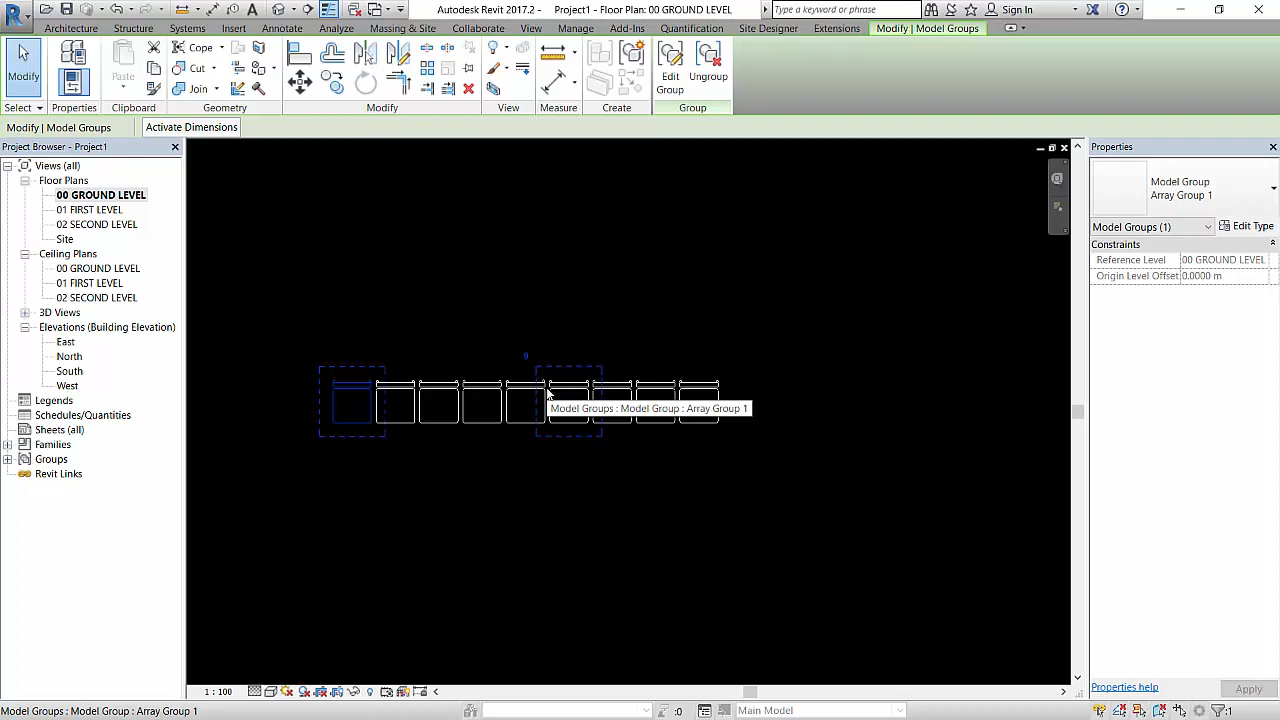 Autodesk Revit 2017.2 - Project1 - Floor Plan: 00 GROUND LEVEL
Type a keyword or phrase
Sign In
Architecture Structure Systems Insert Annotate Analyze Massing & Site Collaborate View Manage Add-Ins Quantification Site Designer Extensions Modify | Model Groups
Modify
Paste
Cope
Cut
Join
Edit
Group
Ungroup
Select Properties Clipboard Geometry Modify View Measure Create Group
Modify | Model Groups
Activate Dimensions
Project Browser - Project1
Views (all)
Floor Plans
00 GROUND LEVEL
01 FIRST LEVEL
02 SECOND LEVEL
Site
Ceiling Plans
00 GROUND LEVEL
01 FIRST LEVEL
02 SECOND LEVEL
3D Views
Elevations (Building Elevation)
East
North
South
West
Legends
Schedules/Quantities
Sheets (all)
Families
Groups
Revit Links
9
Model Groups : Model Group : Array Group 1
Properties
Model Group
Array Group 1
Model Groups (1)
Edit Type
Constraints
Reference Level 00 GROUND LEVEL
Origin Level Offset 0.0000 m
Properties help
Apply
1 : 100
Model Groups : Model Group : Array Group 1
:0
Main Model
:1